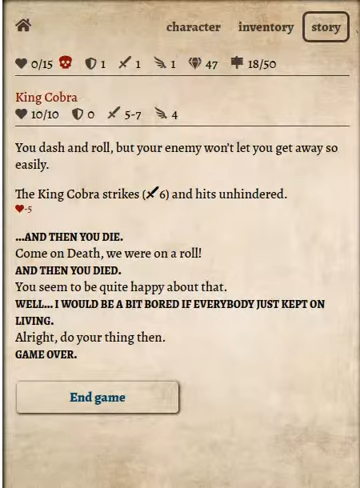 character inventory story
0/15 1 1 1 47 18/50
King Cobra
10/10 0 5-7 4
You dash and roll, but your enemy won't let you get away so
easily.
The King Cobra strikes (6) and hits unhindered.
-5
...AND THEN YOU DIE.
Come on Death, we were on a roll!
AND THEN YOU DIED.
You seem to be quite happy about that.
WELL... I WOULD BE A BIT BORED IF EVERYBODY JUST KEPT ON
LIVING.
Alright, do your thing then.
GAME OVER.
End game